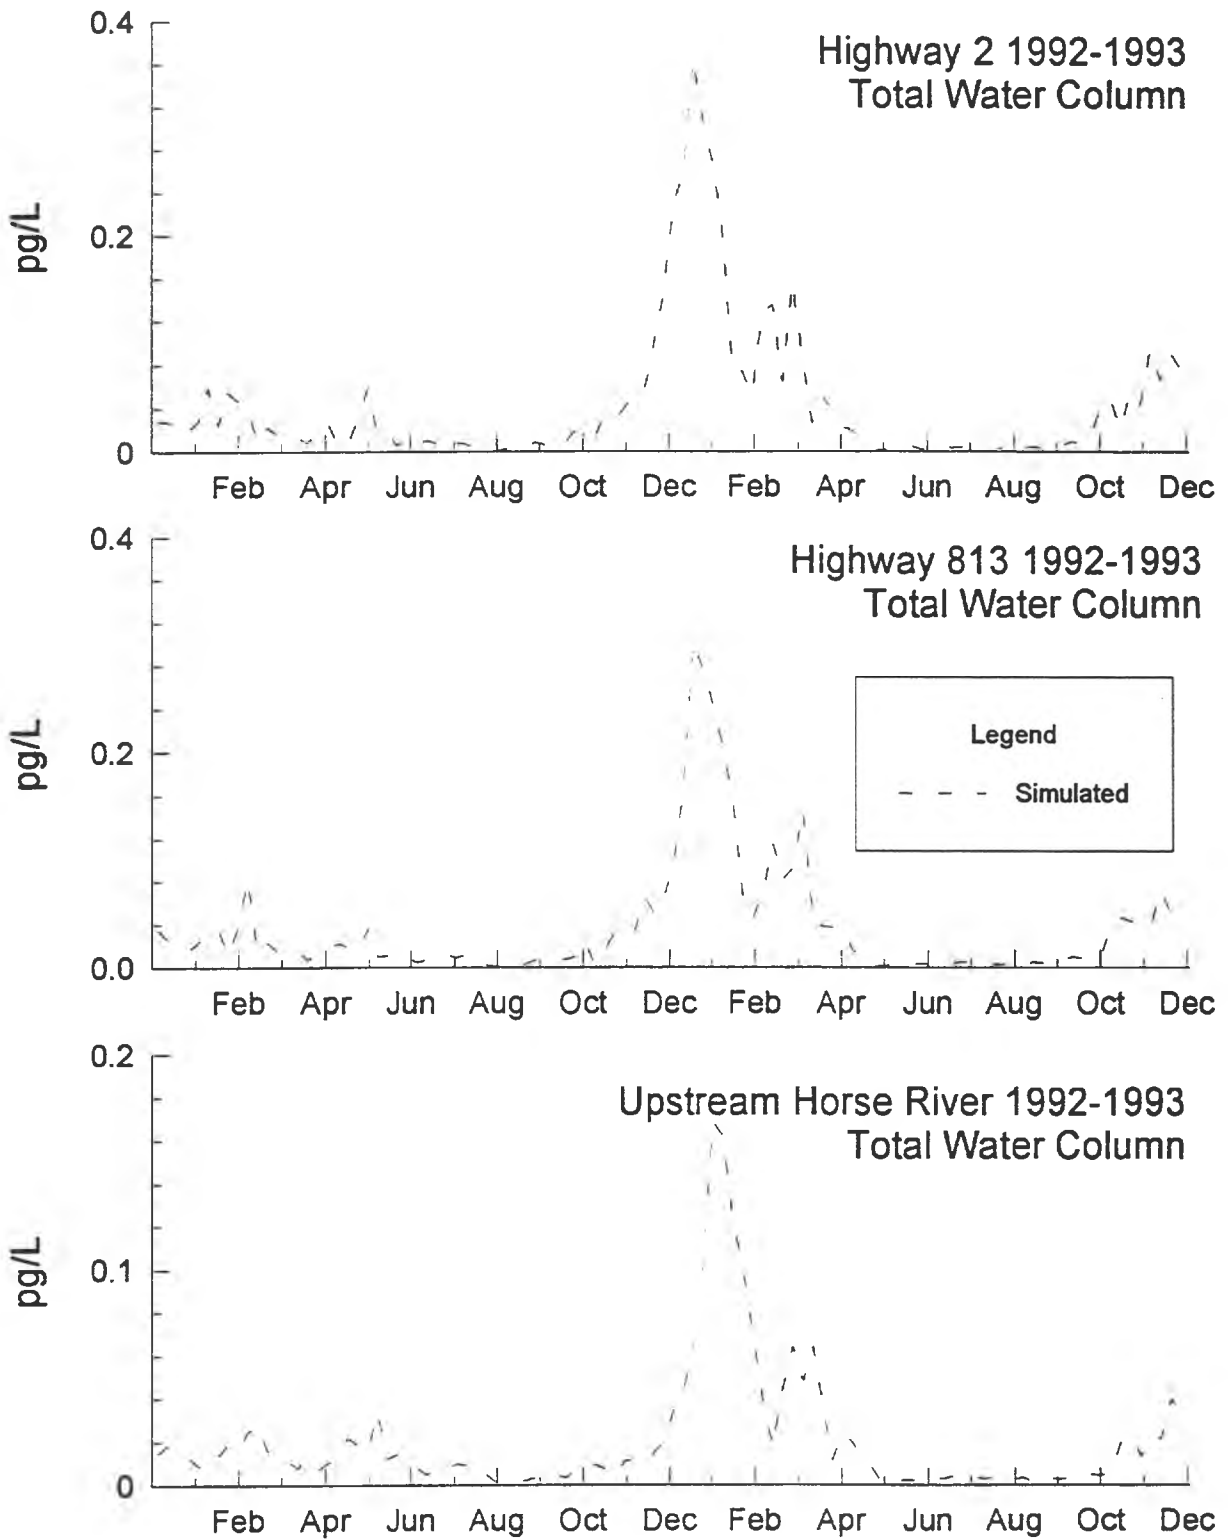 0.4
Highway 2 1992-1993
Total Water Column
pg/L
0.2
0
Feb Apr Jun Aug Oct Dec Feb Apr Jun Aug Oct Dec
0.4
Highway 813 1992-1993
Total Water Column
pg/L
0.2
Legend
Simulated
0.0
Feb Apr Jun Aug Oct Dec Feb Apr Jun Aug Oct Dec
0.2
Upstream Horse River 1992-1993
Total Water Column
pg/L
0.1
0
Feb Apr Jun Aug Oct Dec Feb Apr Jun Aug Oct Dec